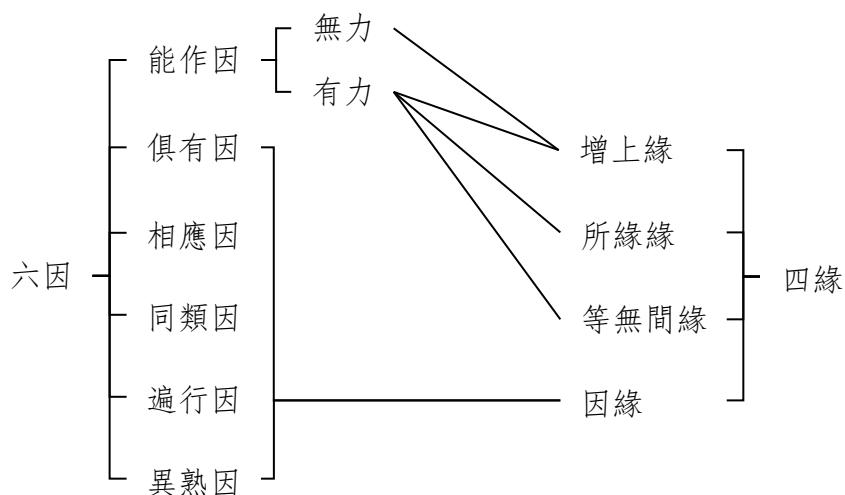 六因
能作因
無力
有力
俱有因
相應因
同類因
遍行因
異熟因
增上緣
所緣緣
等無間緣
因緣
四緣